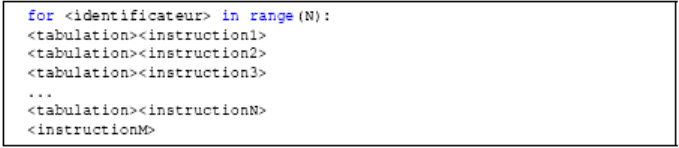 for <identificateur> in range(N):
<tabulation><instruction1>
<tabulation><instruction2>
<tabulation><instruction3>
...
<tabulation><instructionN>
<instructionM>